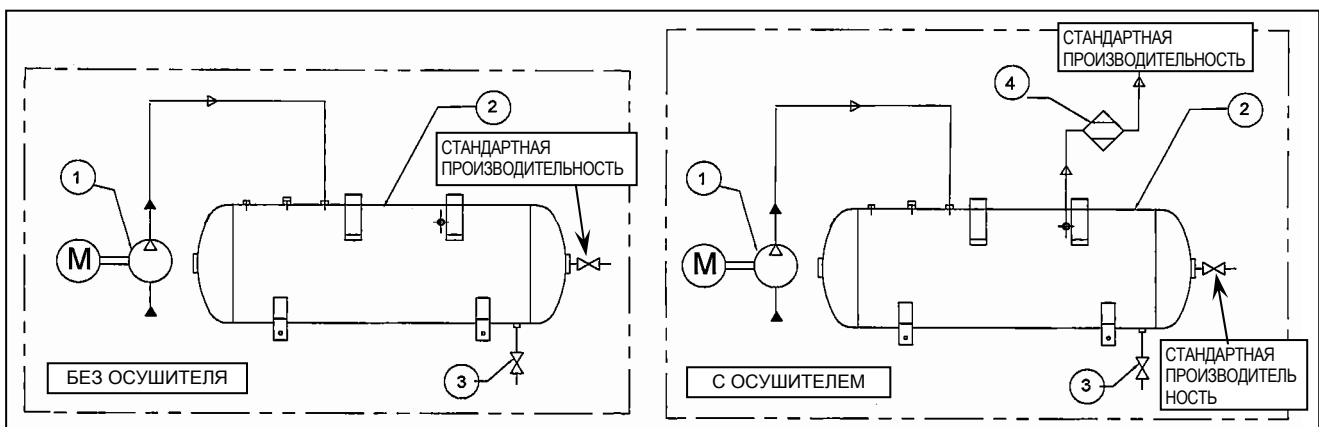 2
СТАНДАРТНАЯ
ПРОИЗВОДИТЕЛЬНОСТЬ
1
M
3
БЕЗ ОСУШИТЕЛЯ
СТАНДАРТНАЯ
ПРОИЗВОДИТЕЛЬНОСТЬ
4
2
1
M
3
СТАНДАРТНАЯ
ПРОИЗВОДИТЕЛЬ
НОСТЬ
С ОСУШИТЕЛЕМ